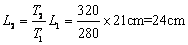 L₂ = T₂/T₁ L₁ = 320/280 × 21cm=24cm